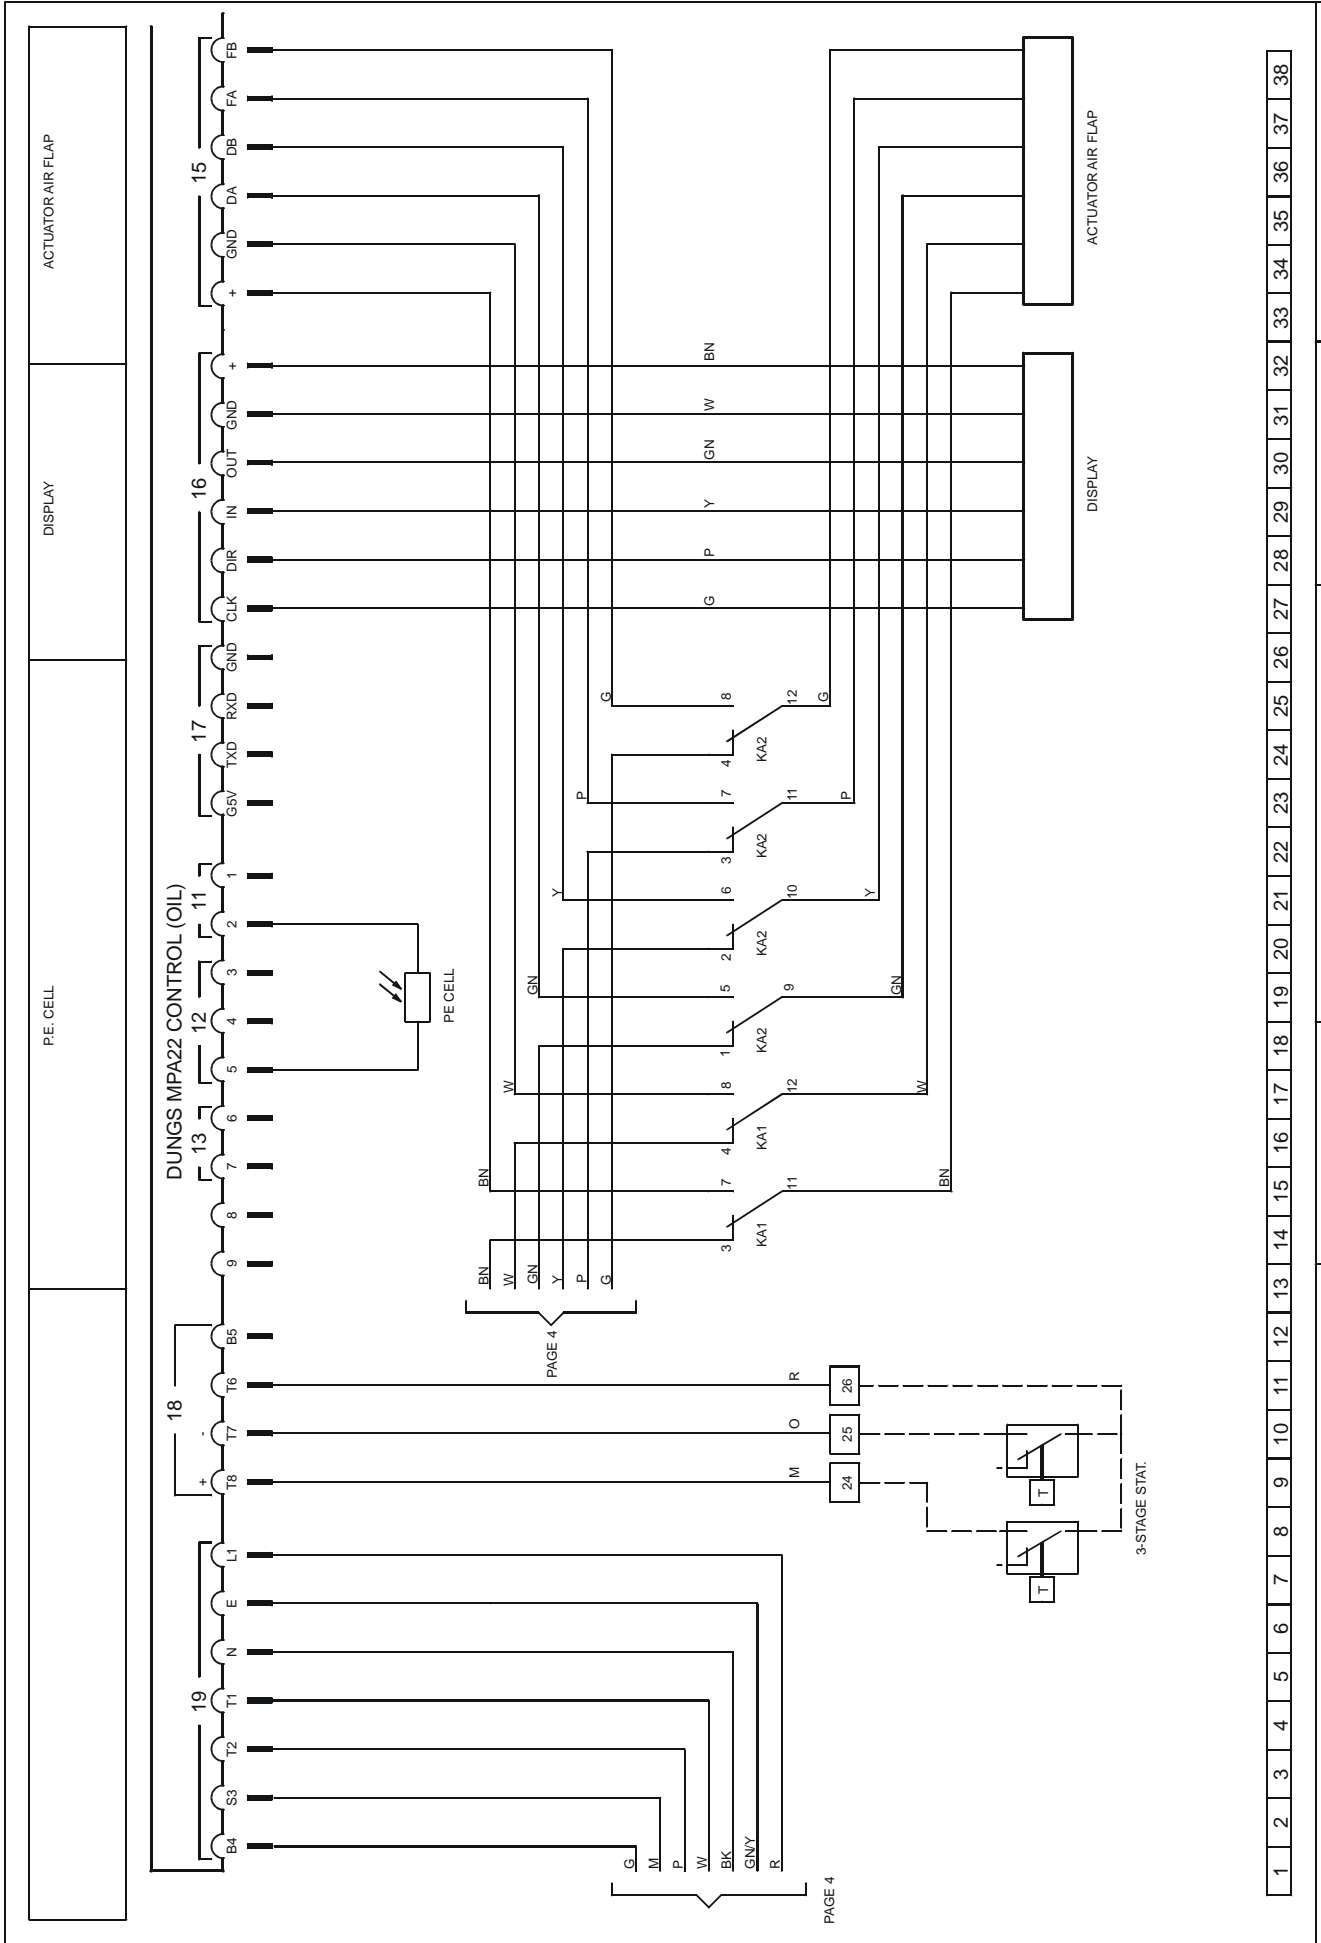 P.E. CELL
DISPLAY
ACTUATOR AIR FLAP
DUNGS MPA22 CONTROL (OIL)
19
18
13
12
11
17
16
15
+ -
B4 S3 T2 T1 N E L1 T8 T7 T6 B5 9 8 7 6 5 4 3 2 1 G5V TXD RXD GND CLK DIR IN OUT GND + + GND DA DB FA FB
PE CELL
BN BN
W W
GN GN
Y Y
P P
G G
PAGE 4
G
M
P
W
BK
GN/Y
R
PAGE 4
G P Y GN W BN
3 7 4 8 1 5 2 6 3 7 4 8
KA1 KA1 KA2 KA2 KA2 KA2
11 12 9 10 11 12
M O R
BN W GN Y P G
24 25 26
T T
3-STAGE STAT.
DISPLAY
ACTUATOR AIR FLAP
1 2 3 4 5 6 7 8 9 10 11 12 13 14 15 16 17 18 19 20 21 22 23 24 25 26 27 28 29 30 31 32 33 34 35 36 37 38